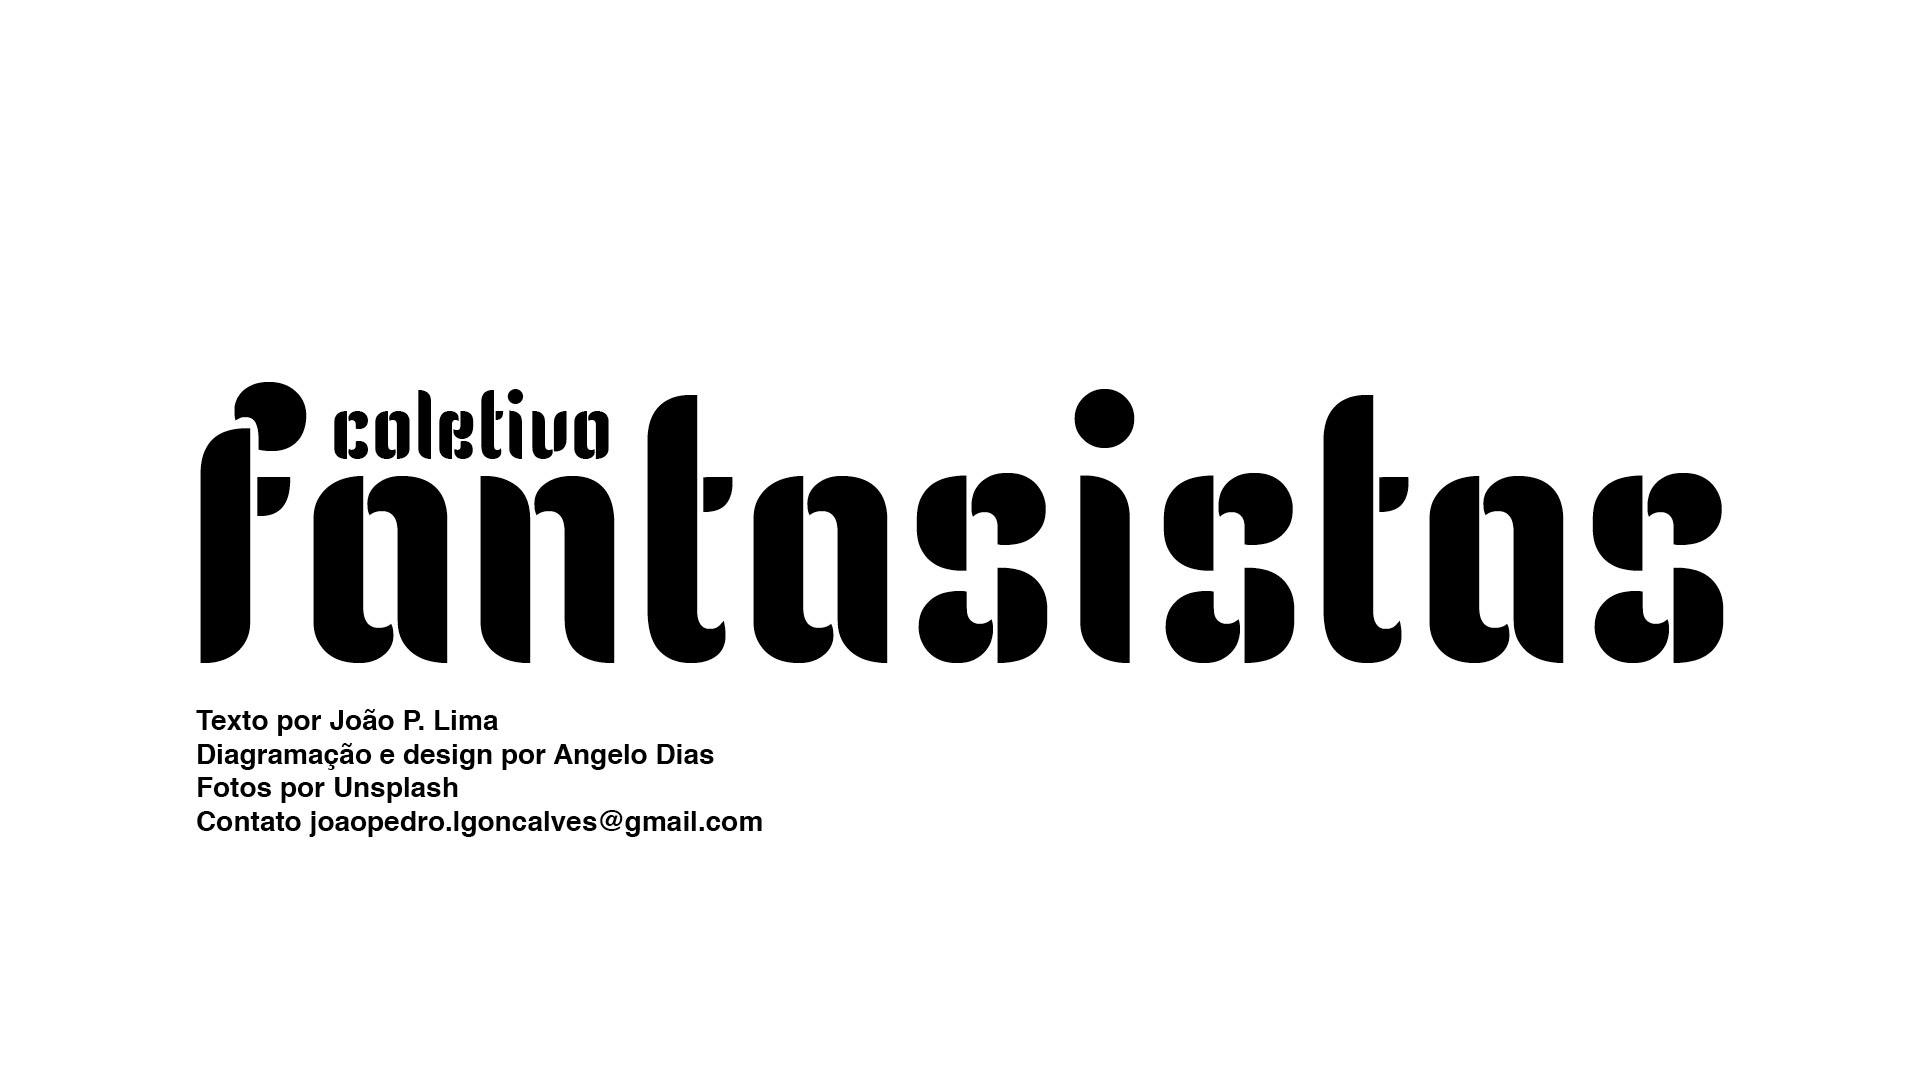 coletivo
fantasistas
Texto por João P. Lima
Diagramação e design por Angelo Dias
Fotos por Unsplash
Contato joaopedro.lgoncalves@gmail.com